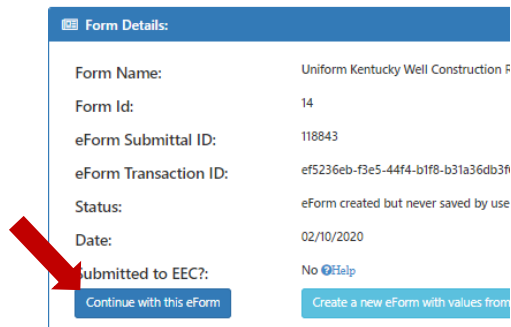 Form Details:
Form Name: Uniform Kentucky Well Construction
Form Id: 14
eForm Submittal ID: 118843
eForm Transaction ID: ef5236eb-f3e5-44f4-b1f8-b31a36db3f
Status: eForm created but never saved by use
Date: 02/10/2020
Submitted to EEC?: No Help
Continue with this eForm Create a new eForm with values from